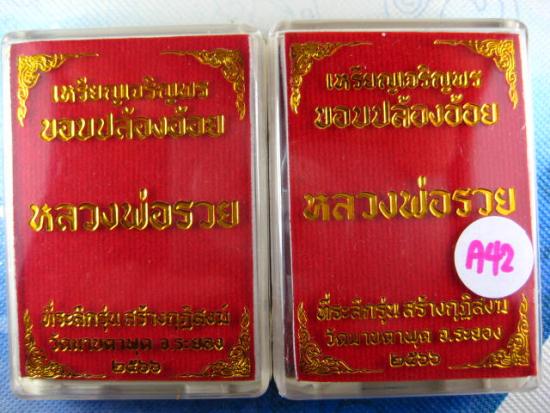 เหรียญเจริญพร
ขอบปล้องอ้อย
หลวงพ่อรวย
ที่ระลึกรุ่น สร้างกุฏิสงฆ์
วัดมาบตาพุด จ.ระยอง
๒๕๖๖
เหรียญเจริญพร
ขอบปล้องอ้อย
หลวงพ่อรวย
A42
ที่ระลึกรุ่น สร้างกุฏิสงฆ์
วัดมาบตาพุด จ.ระยอง
๒๕๖๖